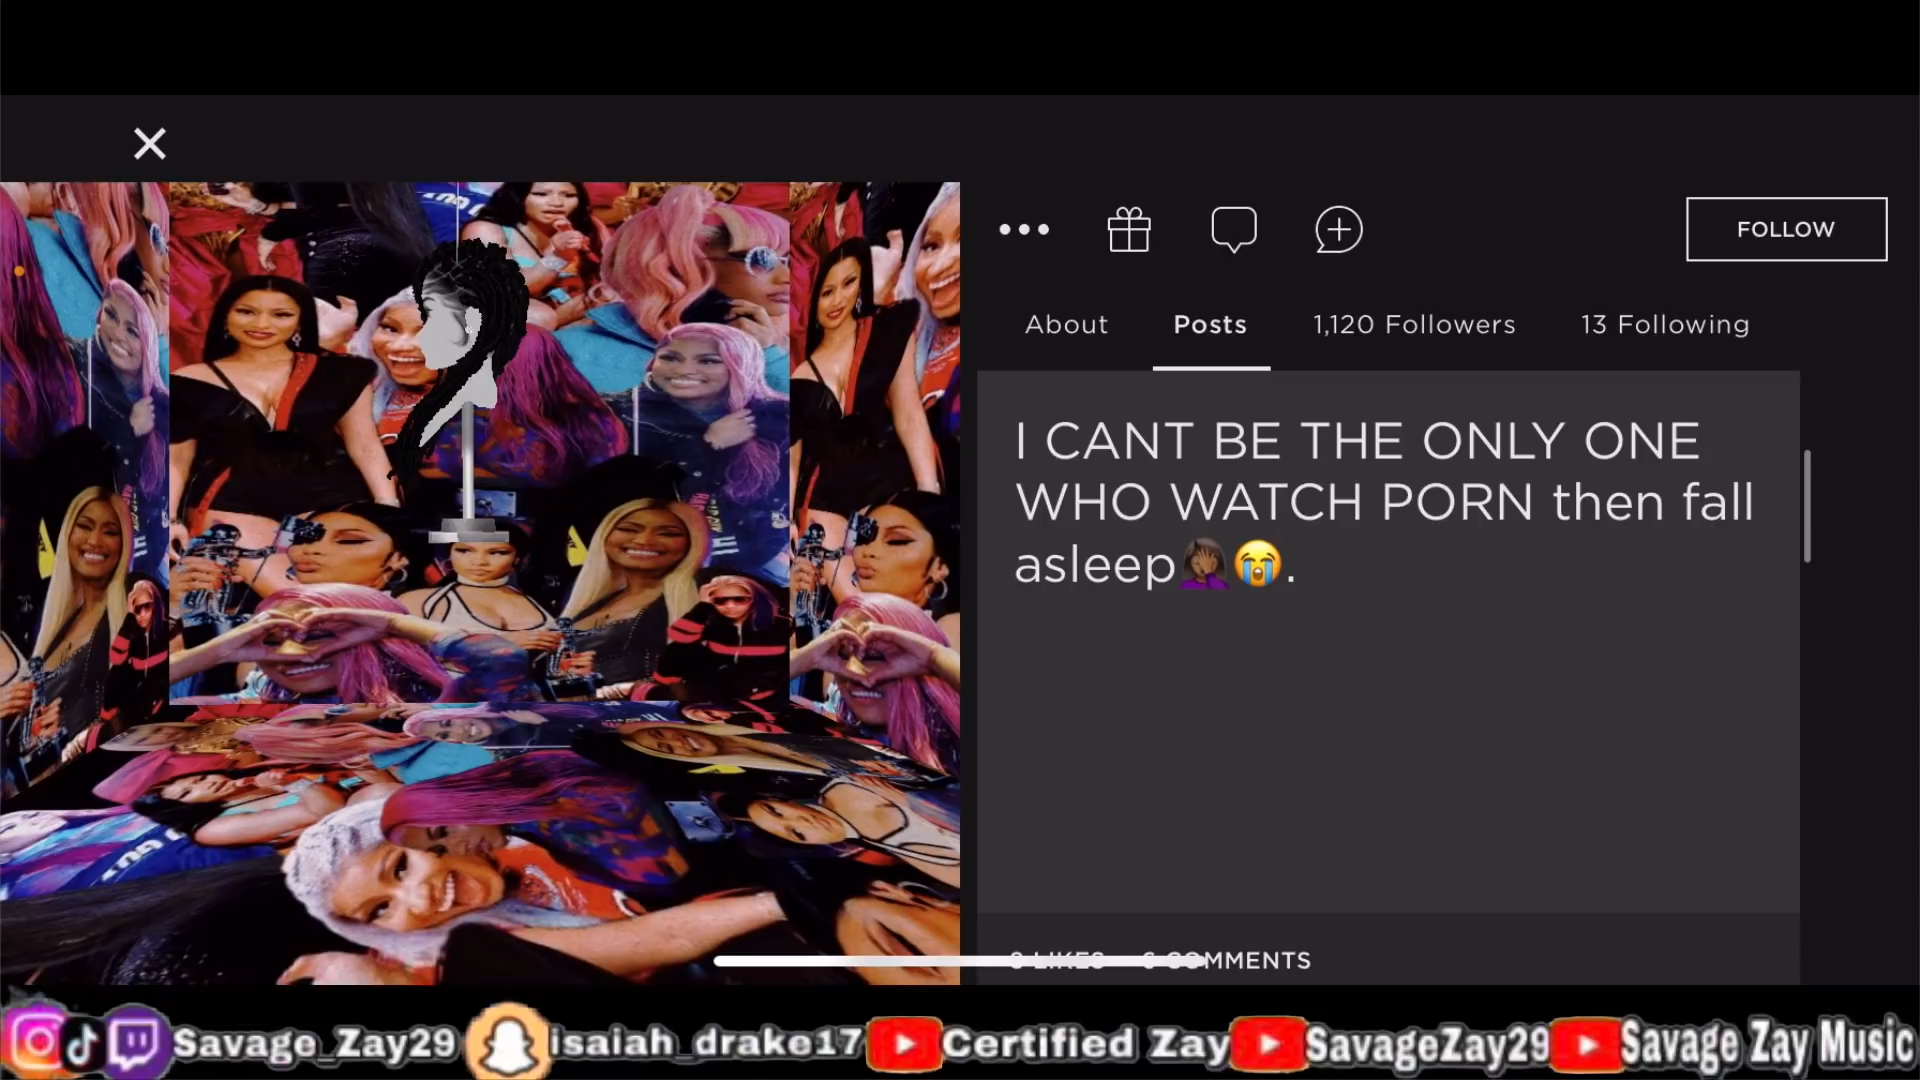 FOLLOW
About Posts 1,120 Followers 13 Following
I CANT BE THE ONLY ONE
WHO WATCH PORN then fall
asleep🤦🏾‍♀️😭.
LIKES COMMENTS
Savage_Zay29 isaiah_drake17 Certified Zay SavageZay29 Savage Zay Music